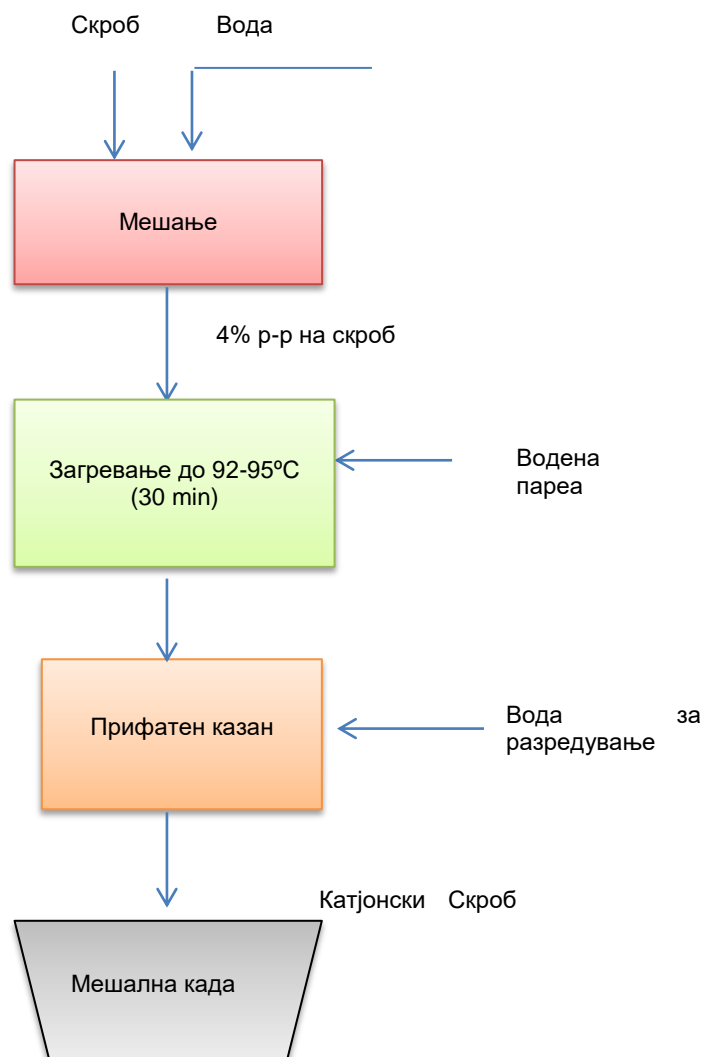 Скроб Вода
Мешање
4% р-р на скроб
Загревање до 92-95ºС
(30 min)
Водена
пареа
Прифатен казан
Вода за
разредување
Катјонски Скроб
Мешална када